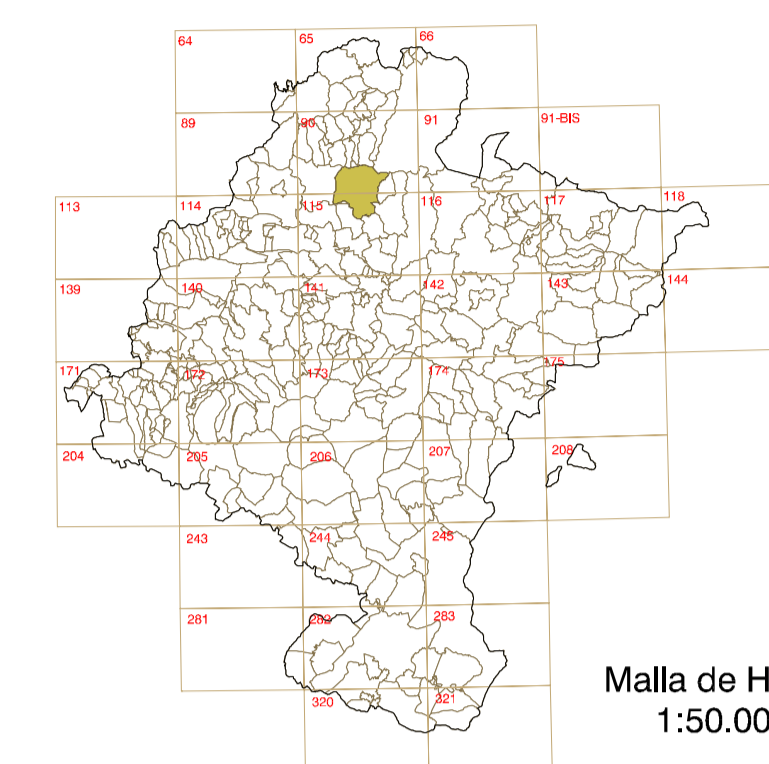 64 65 66
89 90 91 91-BIS
113 114 115 116 117 118
139 140 141 142 143 144
171 172 173 174 175
204 205 206 207 208
243 244 245
281 282 283
320 321
Malla de H
1:50.00